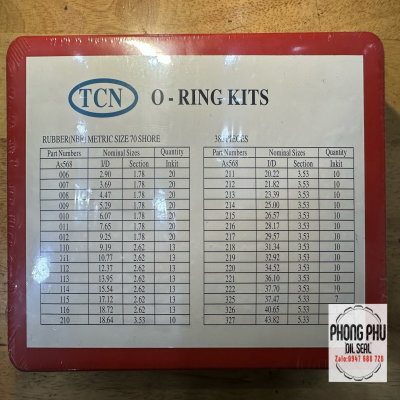 TCN O - RING KITS
RUBBER(NBR) METRIC SIZE 70 SHORE
Part Numbers Nominal Sizes Quantity
As568 I/D Section Inkit
006 2.90 1.78 20
007 3.69 1.78 20
008 4.47 1.78 20
009 5.29 1.78 20
010 6.07 1.78 20
011 7.65 1.78 20
012 9.25 1.78 20
110 9.19 2.62 13
111 10.77 2.62 13
112 12.37 2.62 13
113 13.95 2.62 13
114 15.54 2.62 13
115 17.12 2.62 13
116 18.72 2.62 13
210 18.64 3.53 10
PIECES
Part Numbers Nominal Sizes Quantity
As568 I/D Section Inkit
211 20.22 3.53 10
212 21.82 3.53 10
213 23.39 3.53 10
214 25.00 3.53 10
215 26.57 3.53 10
216 28.17 3.53 10
217 29.57 3.53 10
218 31.34 3.53 10
219 32.92 3.53 10
220 34.52 3.53 10
221 36.10 3.53 10
222 37.70 3.53 10
325 37.47 5.33 7
326 40.65 5.33
327 43.82 5.33
PHONG PHU
OIL SEAL
Zalo:0947 980 720